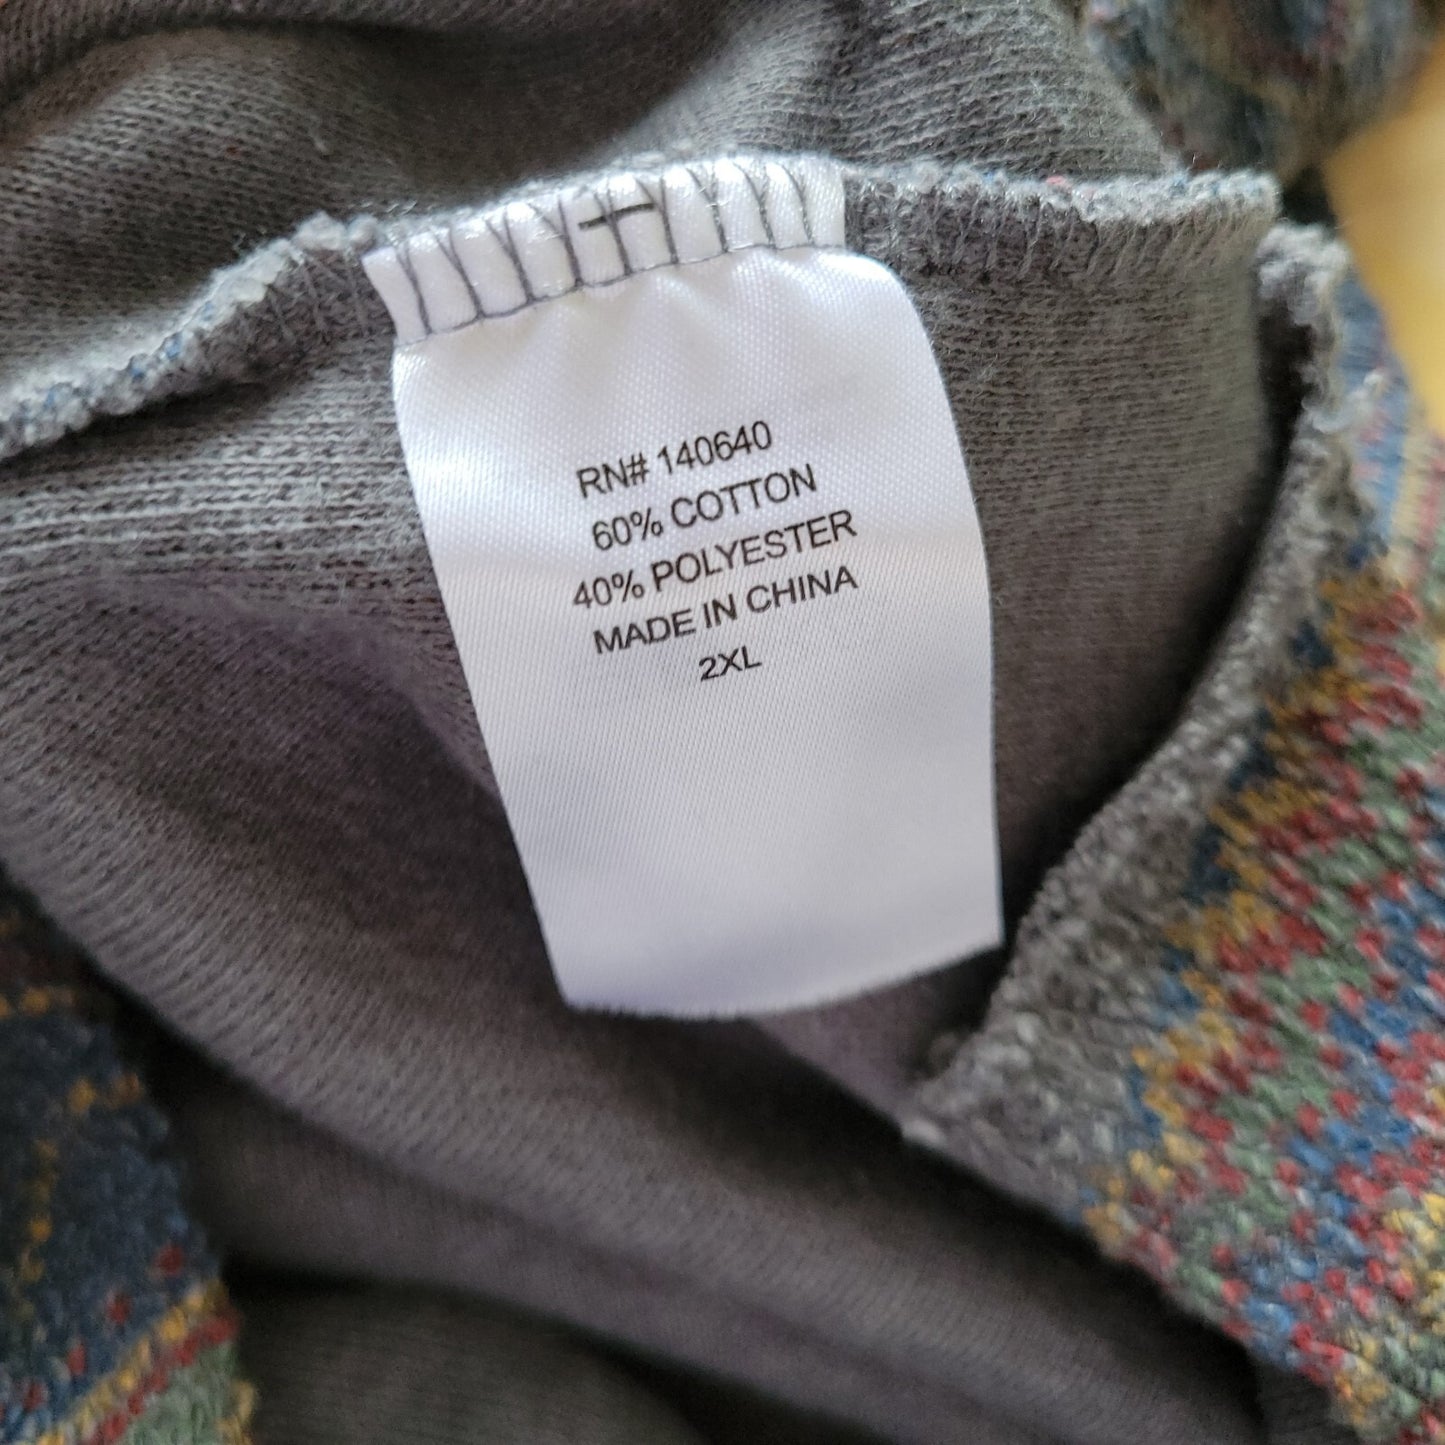 RN# 140640
60% COTTON
40% POLYESTER
MADE IN CHINA
2XL